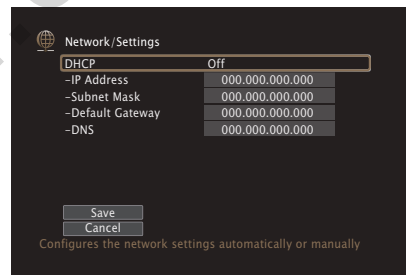 Network/Settings
DHCP Off
-IP Address 000.000.000.000
-Subnet Mask 000.000.000.000
-Default Gateway 000.000.000.000
-DNS 000.000.000.000
Save
Cancel
Configures the network settings automatically or manually